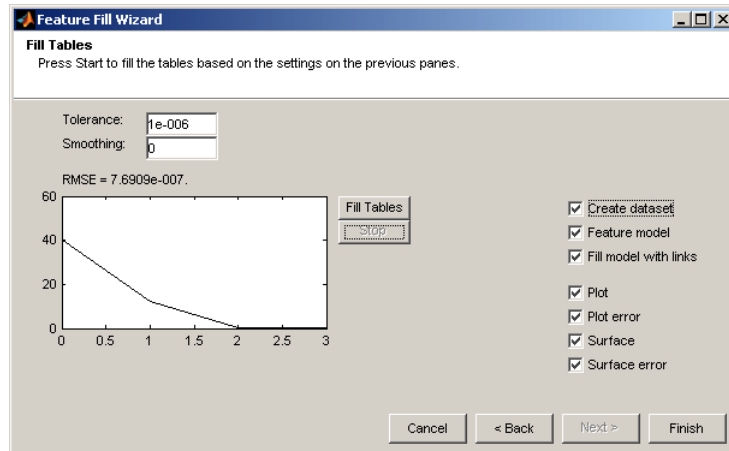 Feature Fill Wizard
Fill Tables
Press Start to fill the tables based on the settings on the previous panes.
Tolerance:
1e-006
Smoothing:
0
RMSE = 7.6909e-007.
60
40
20
0
0 0.5 1 1.5 2 2.5 3
Fill Tables
Stop
Create dataset
Feature model
Fill model with links
Plot
Plot error
Surface
Surface error
Cancel
< Back
Next >
Finish